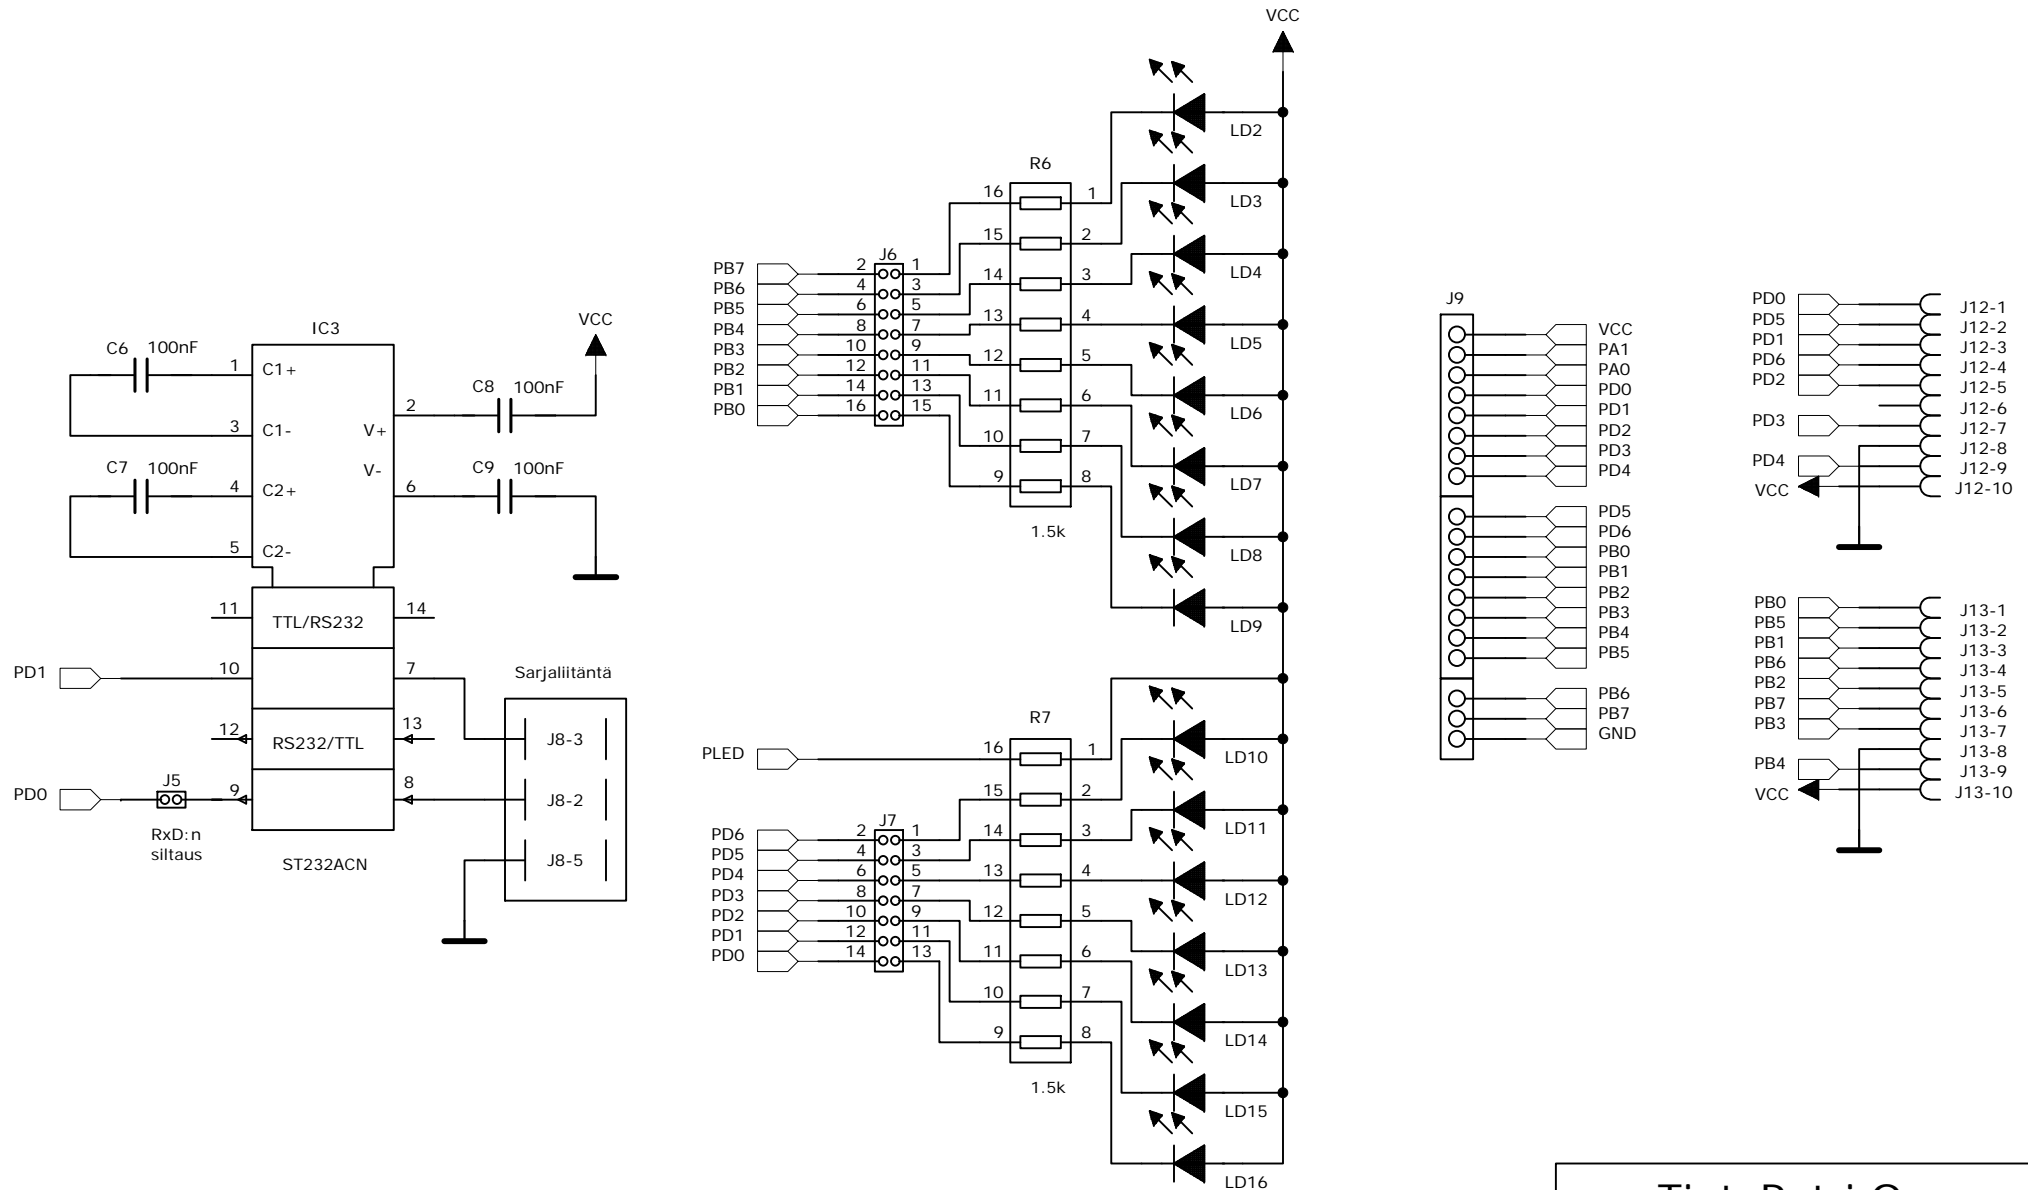 IC3
C6 100nF
1 C1+
3 C1-
C7 100nF
4 C2+
5 C2-
V+
V-
2
6
C8 100nF
C9 100nF
VCC
11 TTL/RS232 14
PD1 10 7
12 RS232/TTL 13
PD0 J5 9 8
RxD:n
siltaus
ST232ACN
Sarjaliitäntä
J8-3
J8-2
J8-5
VCC
R6
J6
PB7 2 1
PB6 4 3
PB5 6 5
PB4 8 7
PB3 10 9
PB2 12 11
PB1 14 13
PB0 16 15
16 1 LD2
15 2 LD3
14 3 LD4
13 4 LD5
12 5 LD6
11 6 LD7
10 7 LD8
9 8 LD9
1.5k
R7
PLED 16 1
J7
PD6 2 1
PD5 4 3
PD4 6 5
PD3 8 7
PD2 10 9
PD1 12 11
PD0 14 13
15 2 LD10
14 3 LD11
13 4 LD12
12 5 LD13
11 6 LD14
10 7 LD15
9 8 LD16
1.5k
J9
VCC
PA1
PA0
PD0
PD1
PD2
PD3
PD4
PD5
PD6
PB0
PB1
PB2
PB3
PB4
PB5
PB6
PB7
GND
PD0 J12-1
PD5 J12-2
PD1 J12-3
PD6 J12-4
PD2 J12-5
J12-6
PD3 J12-7
J12-8
PD4 J12-9
VCC J12-10
PB0 J13-1
PB5 J13-2
PB1 J13-3
PB6 J13-4
PB2 J13-5
PB7 J13-6
PB3 J13-7
J13-8
PB4 J13-9
VCC J13-10